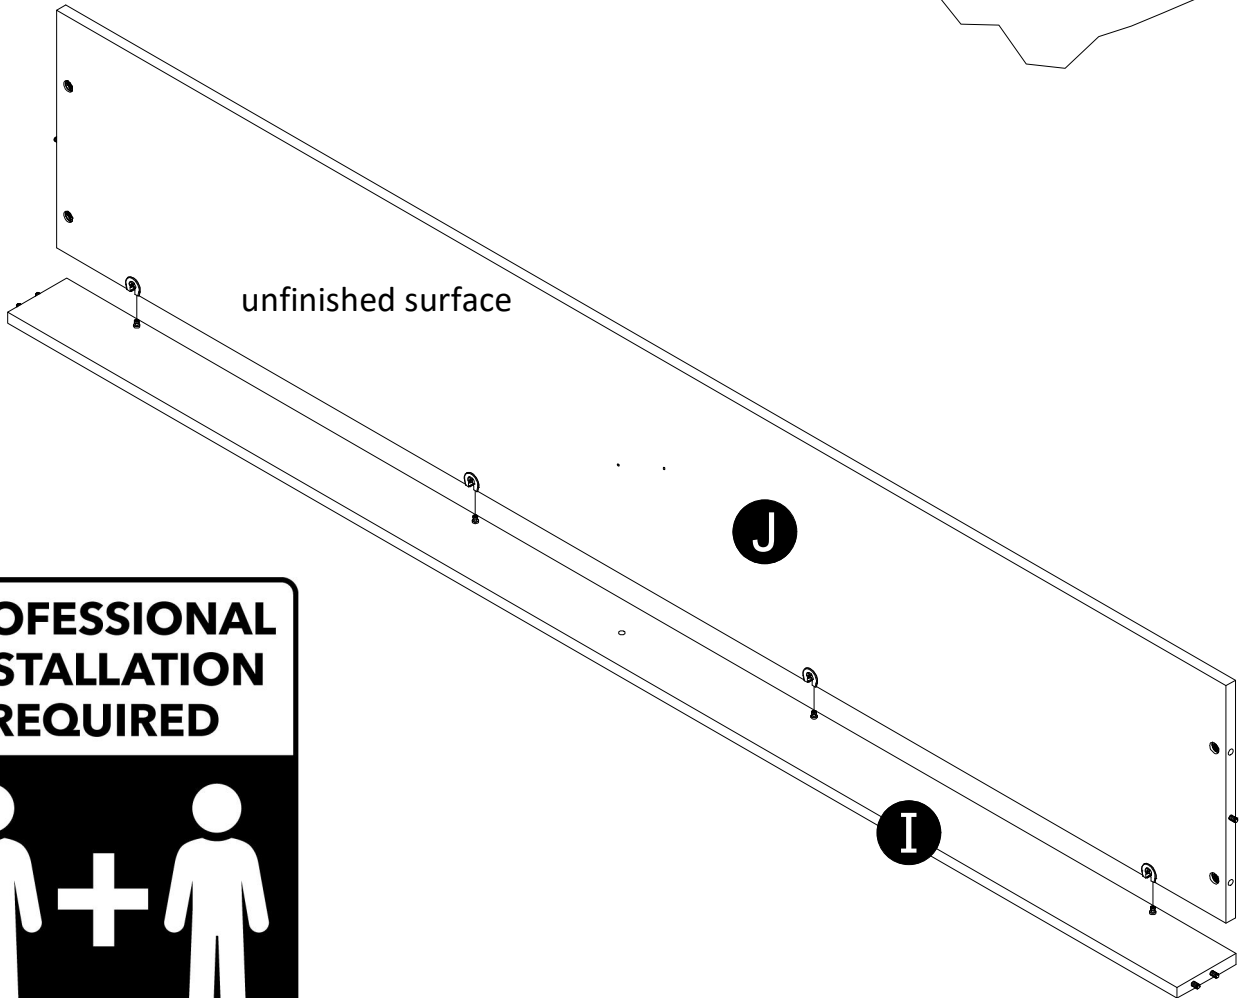 unfinished surface
J
OFESSIONAL
STALLATION
REQUIRED
I